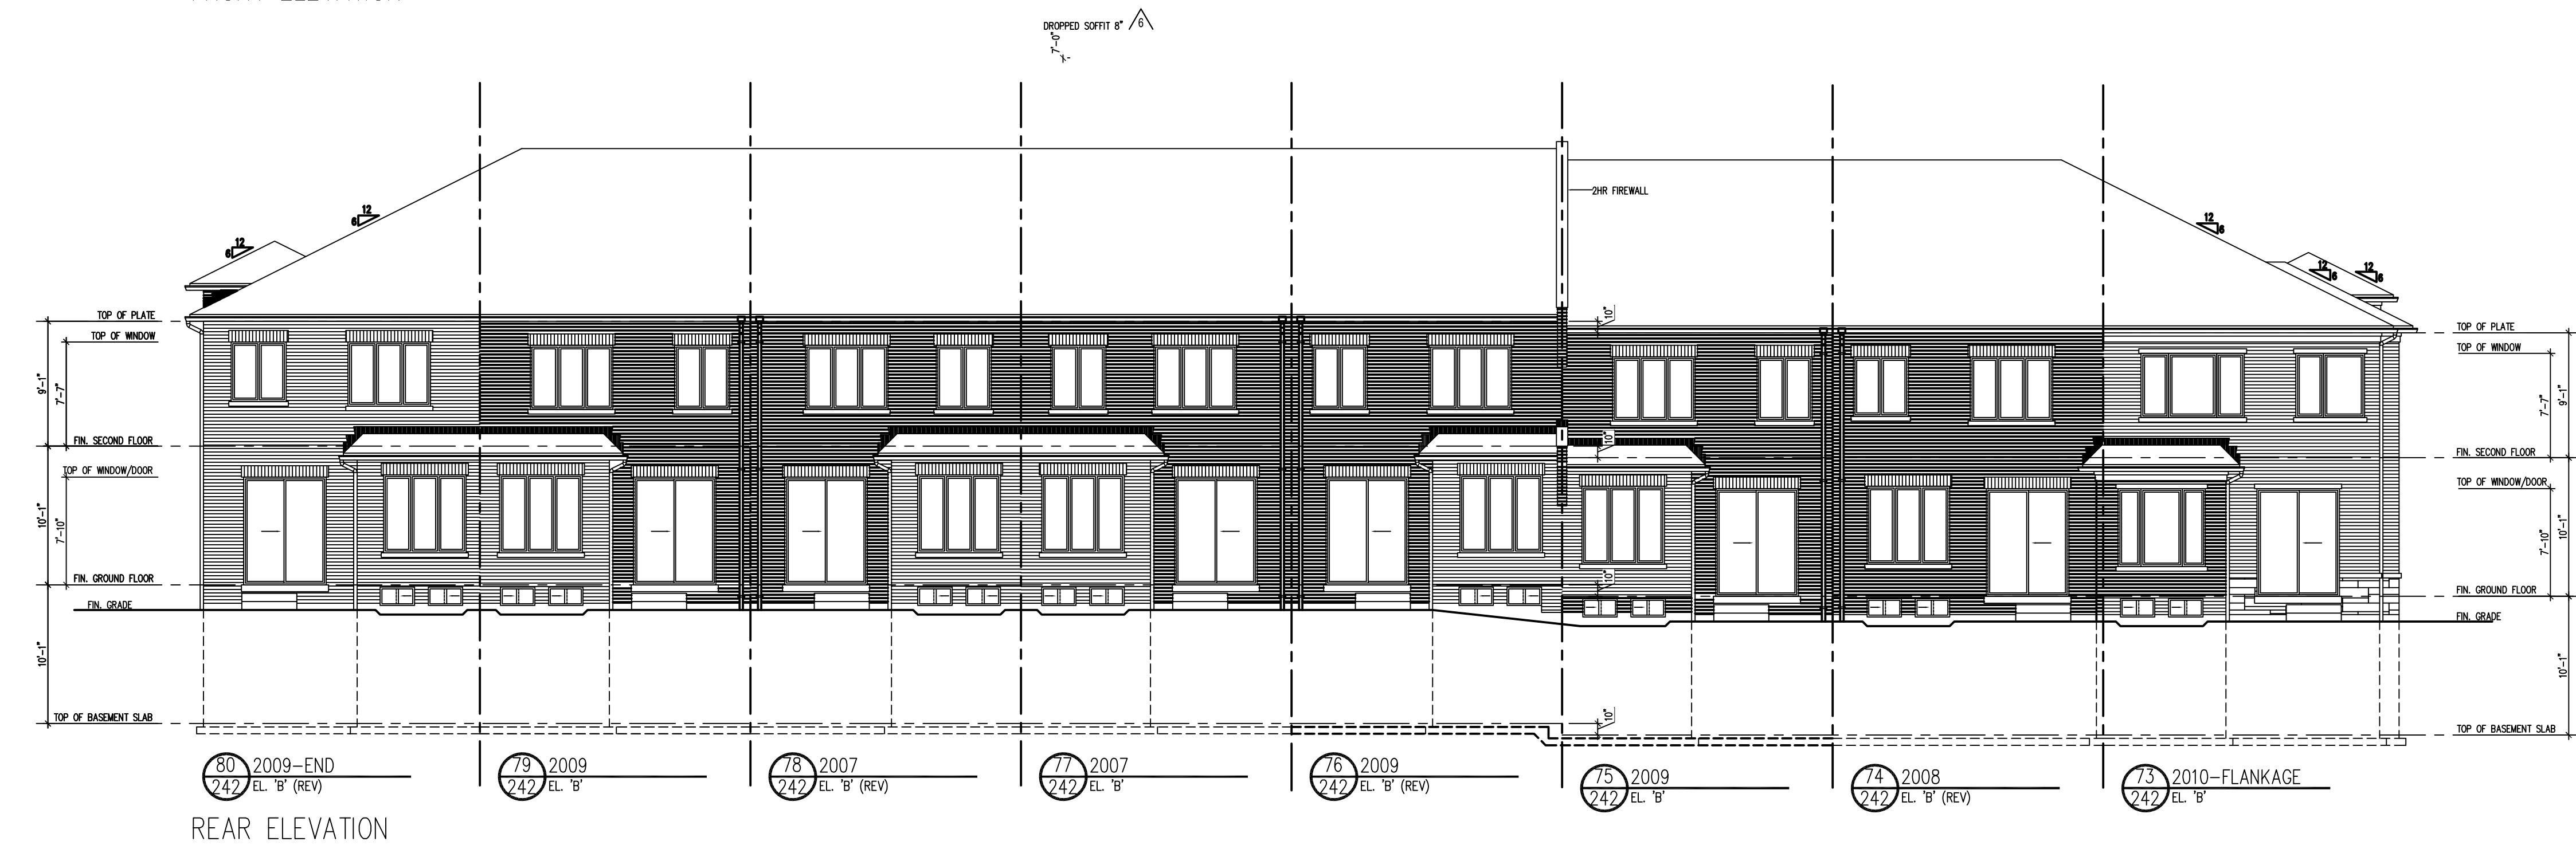 DROPPED SOFFIT 8" 6
7'-0"
2HR FIREWALL
12
6
12
6
12
6
12
6
12
6
TOP OF PLATE
TOP OF WINDOW
9'-1"
7'-7"
FIN. SECOND FLOOR
TOP OF WINDOW/DOOR
10'-1"
7'-10"
FIN. GROUND FLOOR
FIN. GRADE
10'-1"
TOP OF BASEMENT SLAB
10"
10"
10"
10"
TOP OF PLATE
TOP OF WINDOW
7'-7"
9'-1"
FIN. SECOND FLOOR
TOP OF WINDOW/DOOR
7'-10"
10'-1"
FIN. GROUND FLOOR
FIN. GRADE
10'-1"
TOP OF BASEMENT SLAB
80 2009-END
242 EL. 'B' (REV)
79 2009
242 EL. 'B'
78 2007
242 EL. 'B' (REV)
77 2007
242 EL. 'B'
76 2009
242 EL. 'B' (REV)
75 2009
242 EL. 'B'
74 2008
242 EL. 'B' (REV)
73 2010-FLANKAGE
242 EL. 'B'
REAR ELEVATION